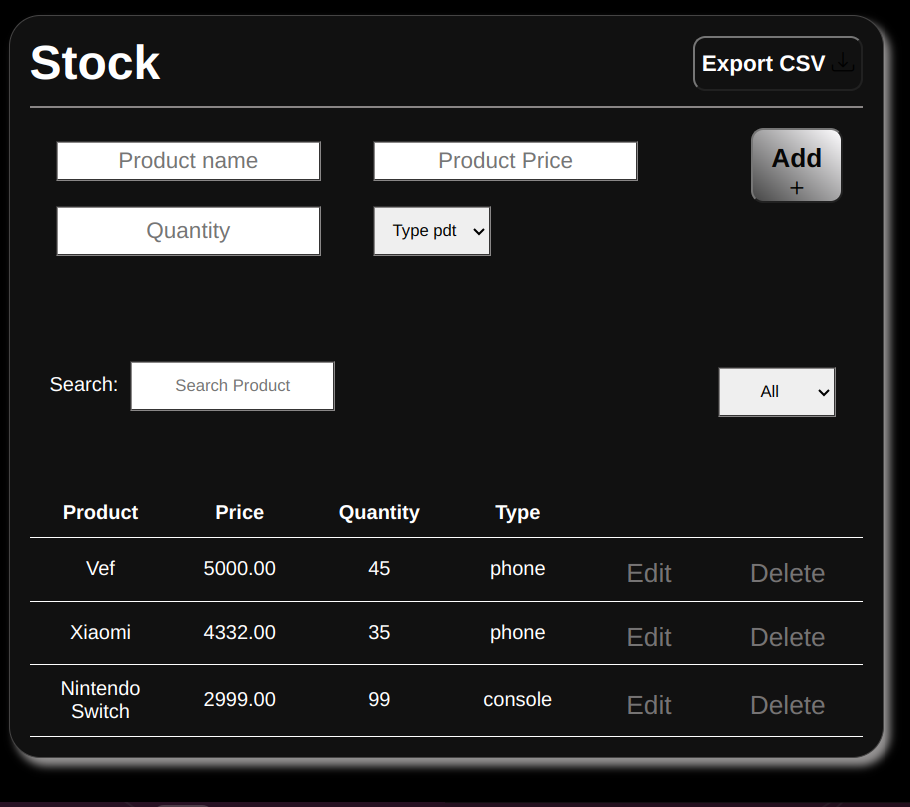 Stock
Export CSV
Product name
Product Price
Add
+
Quantity
Type pdt
Search:
Search Product
All
Product Price Quantity Type
Vef 5000.00 45 phone Edit Delete
Xiaomi 4332.00 35 phone Edit Delete
Nintendo
Switch 2999.00 99 console Edit Delete